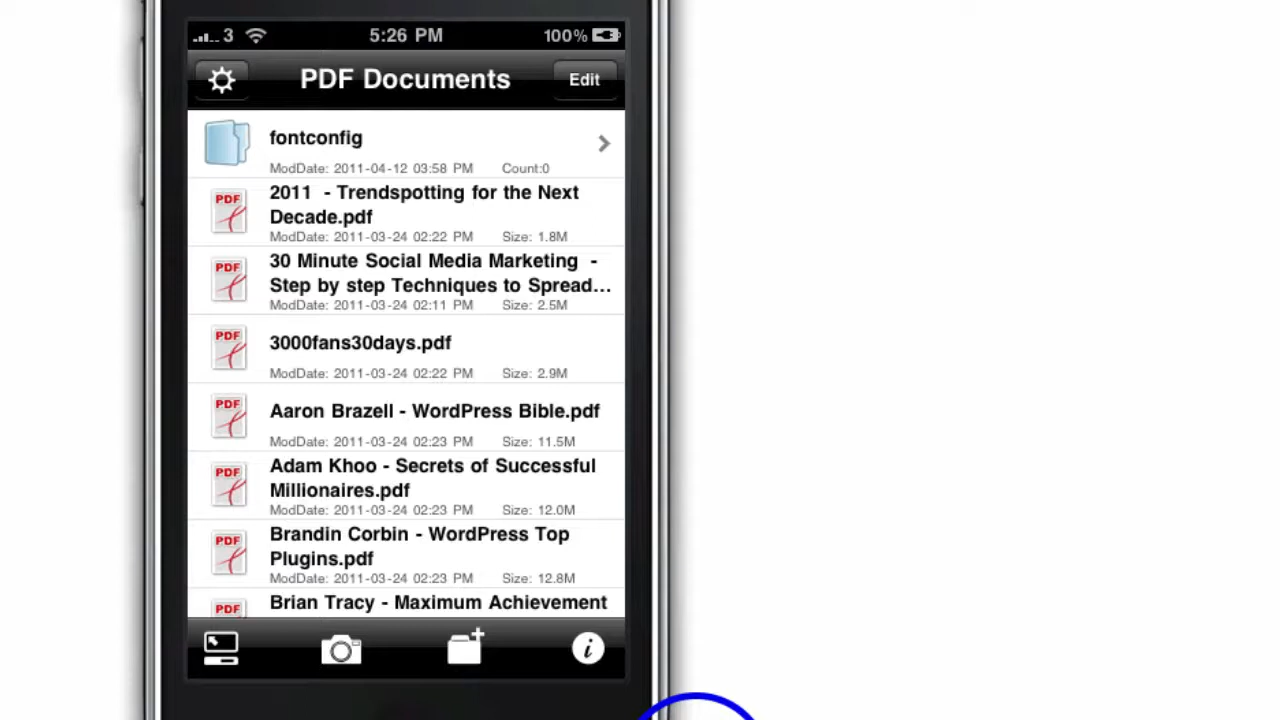 3 5:26 PM 100%
PDF Documents Edit
fontconfig
ModDate: 2011-04-12 03:58 PM Count:0
PDF
2011 - Trendspotting for the Next
Decade.pdf
ModDate: 2011-03-24 02:22 PM Size: 1.8M
PDF
30 Minute Social Media Marketing -
Step by step Techniques to Spread...
ModDate: 2011-03-24 02:11 PM Size: 2.5M
PDF
3000fans30days.pdf
ModDate: 2011-03-24 02:22 PM Size: 2.9M
PDF
Aaron Brazell - WordPress Bible.pdf
ModDate: 2011-03-24 02:23 PM Size: 11.5M
PDF
Adam Khoo - Secrets of Successful
Millionaires.pdf
ModDate: 2011-03-24 02:23 PM Size: 12.0M
PDF
Brandin Corbin - WordPress Top
Plugins.pdf
ModDate: 2011-03-24 02:23 PM Size: 12.8M
PDF
Brian Tracy - Maximum Achievement
i